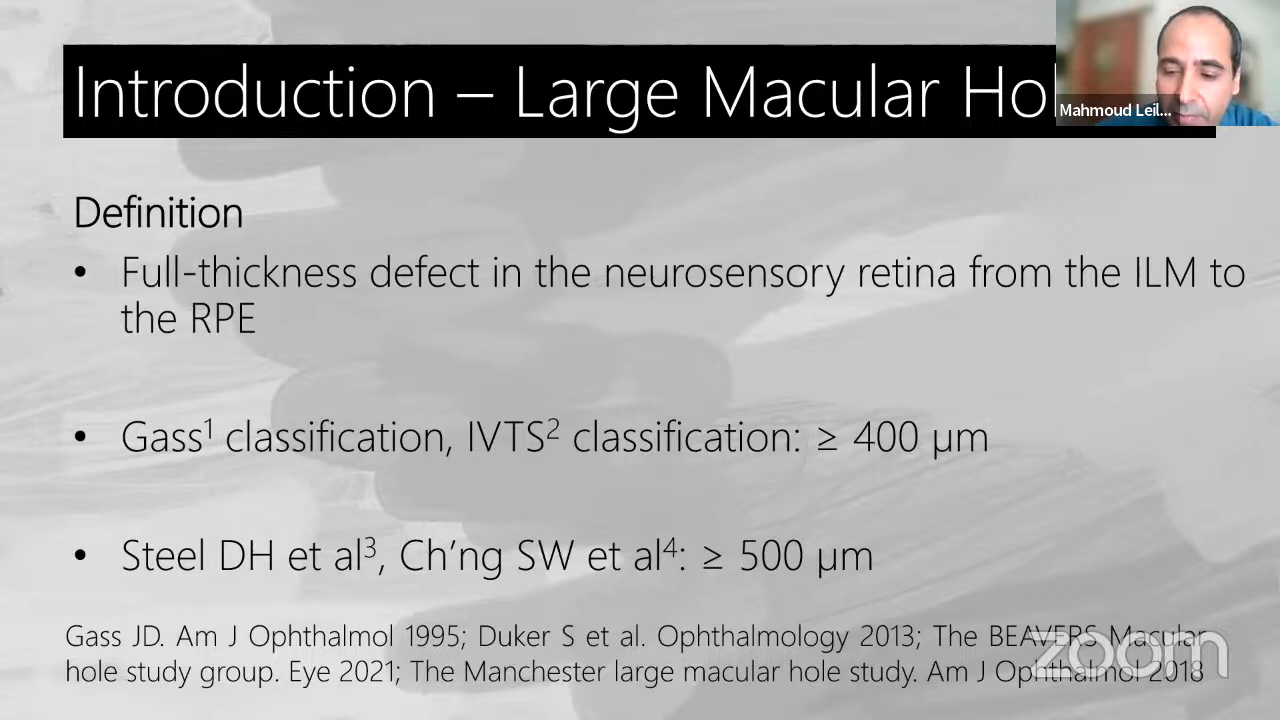 Introduction – Large Macular Ho
Mahmoud Leil...
Definition
• Full-thickness defect in the neurosensory retina from the ILM to
the RPE
• Gass¹ classification, IVTS² classification: ≥ 400 µm
• Steel DH et al³, Ch’ng SW et al⁴: ≥ 500 µm
Gass JD. Am J Ophthalmol 1995; Duker S et al. Ophthalmology 2013; The BEAVERS Macular
hole study group. Eye 2021; The Manchester large macular hole study. Am J Ophthalmol 2018
zoom